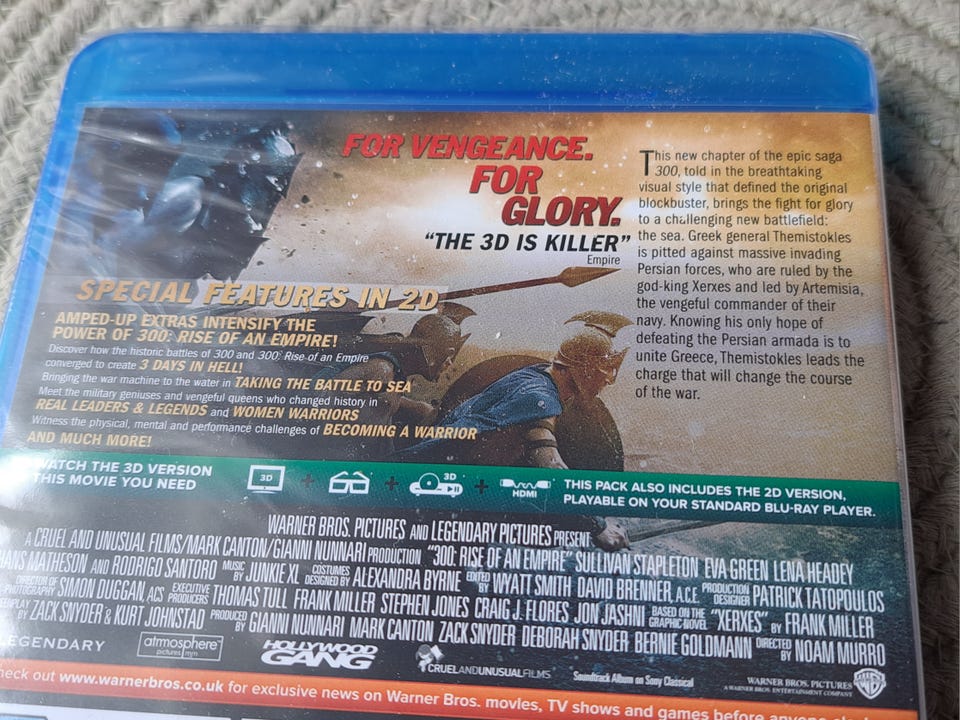 FOR VENGEANCE.
FOR
GLORY.
"THE 3D IS KILLER"
Empire
This new chapter of the epic saga
300, told in the breathtaking
visual style that defined the original
blockbuster, brings the fight for glory
to a challenging new battlefield:
the sea. Greek general Themistokles
is pitted against massive invading
Persian forces, who are ruled by the
god-king Xerxes and led by Artemisia,
the vengeful commander of their
navy. Knowing his only hope of
defeating the Persian armada is to
unite Greece, Themistokles leads the
charge that will change the course
of the war.
SPECIAL FEATURES IN 2D
AMPED-UP EXTRAS INTENSIFY THE
POWER OF 300: RISE OF AN EMPIRE!
Discover how the historic battles of 300 and 300: Rise of an Empire
converged to create 3 DAYS IN HELL!
Bringing the war machine to the water in TAKING THE BATTLE TO SEA
Meet the military geniuses and vengeful queens who changed history in
REAL LEADERS & LEGENDS and WOMEN WARRIORS
Witness the physical, mental and performance challenges of BECOMING A WARRIOR
AND MUCH MORE!
WATCH THE 3D VERSION
THIS MOVIE YOU NEED
3D + + 3D + HDMI
THIS PACK ALSO INCLUDES THE 2D VERSION,
PLAYABLE ON YOUR STANDARD BLU-RAY PLAYER.
WARNER BROS. PICTURES AND LEGENDARY PICTURES PRESENT
A CRUEL AND UNUSUAL FILMS/MARK CANTON/GIANNI NUNNARI PRODUCTION "300: RISE OF AN EMPIRE" SULLIVAN STAPLETON EVA GREEN LENA HEADEY
HANS MATHESON AND RODRIGO SANTORO MUSIC BY JUNKIE XL COSTUMES DESIGNED BY ALEXANDRA BYRNE EDITED BY WYATT SMITH DAVID BRENNER, A.C.E. PRODUCTION DESIGNER PATRICK TATOPOULOS
DIRECTOR OF PHOTOGRAPHY SIMON DUGGAN, ACS EXECUTIVE PRODUCERS THOMAS TULL FRANK MILLER STEPHEN JONES CRAIG J. FLORES JON JASHNI BASED ON THE GRAPHIC NOVEL "XERXES" BY FRANK MILLER
BY ZACK SNYDER & KURT JOHNSTAD PRODUCED BY GIANNI NUNNARI MARK CANTON ZACK SNYDER DEBORAH SNYDER BERNIE GOLDMANN DIRECTED BY NOAM MURRO
LEGENDARY
atmosphere
pictures mm
HOLLYWOOD
GANG
CRUELANDUNUSUALFILMS
Soundtrack Album on Sony Classical
WARNER BROS. PICTURES
A WARNER BROS. ENTERTAINMENT COMPANY
WB
check out www.warnerbros.co.uk for exclusive news on Warner Bros. movies, TV shows and games before anyone